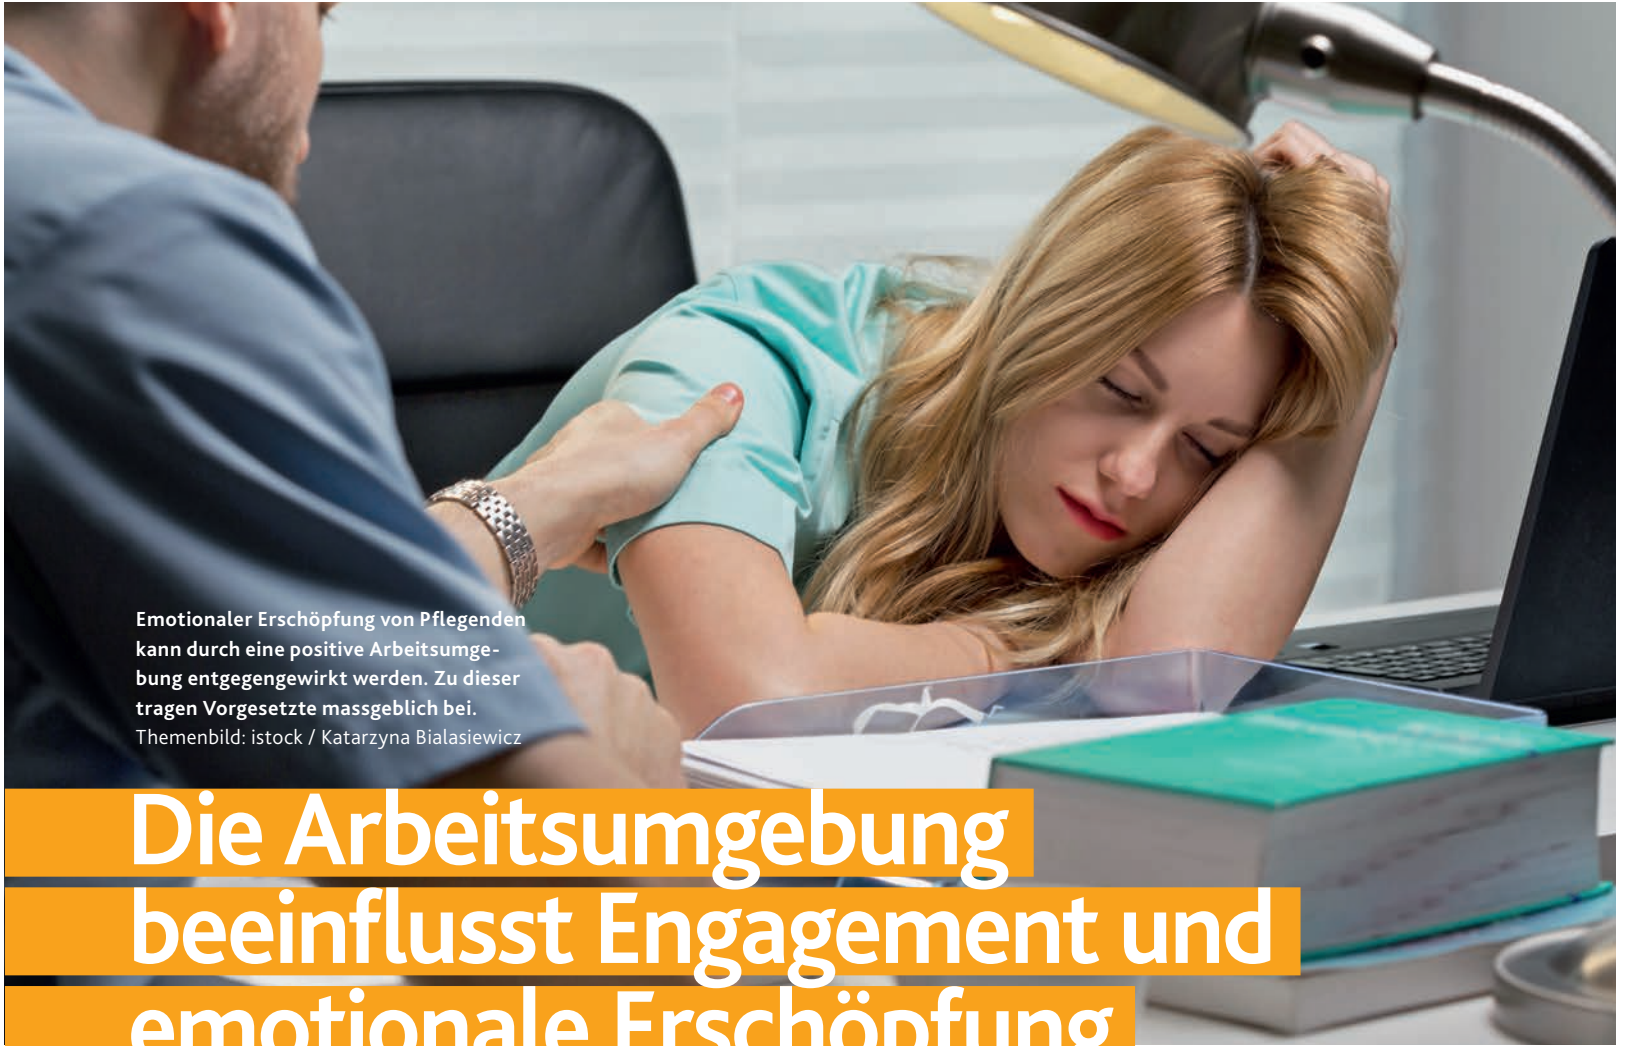 Emotionaler Erschöpfung von Pflegenden
kann durch eine positive Arbeitsumge-
bung entgegengewirkt werden. Zu dieser
tragen Vorgesetzte massgeblich bei.
Themenbild: istock / Katarzyna Bialasiewicz
Die Arbeitsumgebung
beeinflusst Engagement und
emotionale Erschöpfung